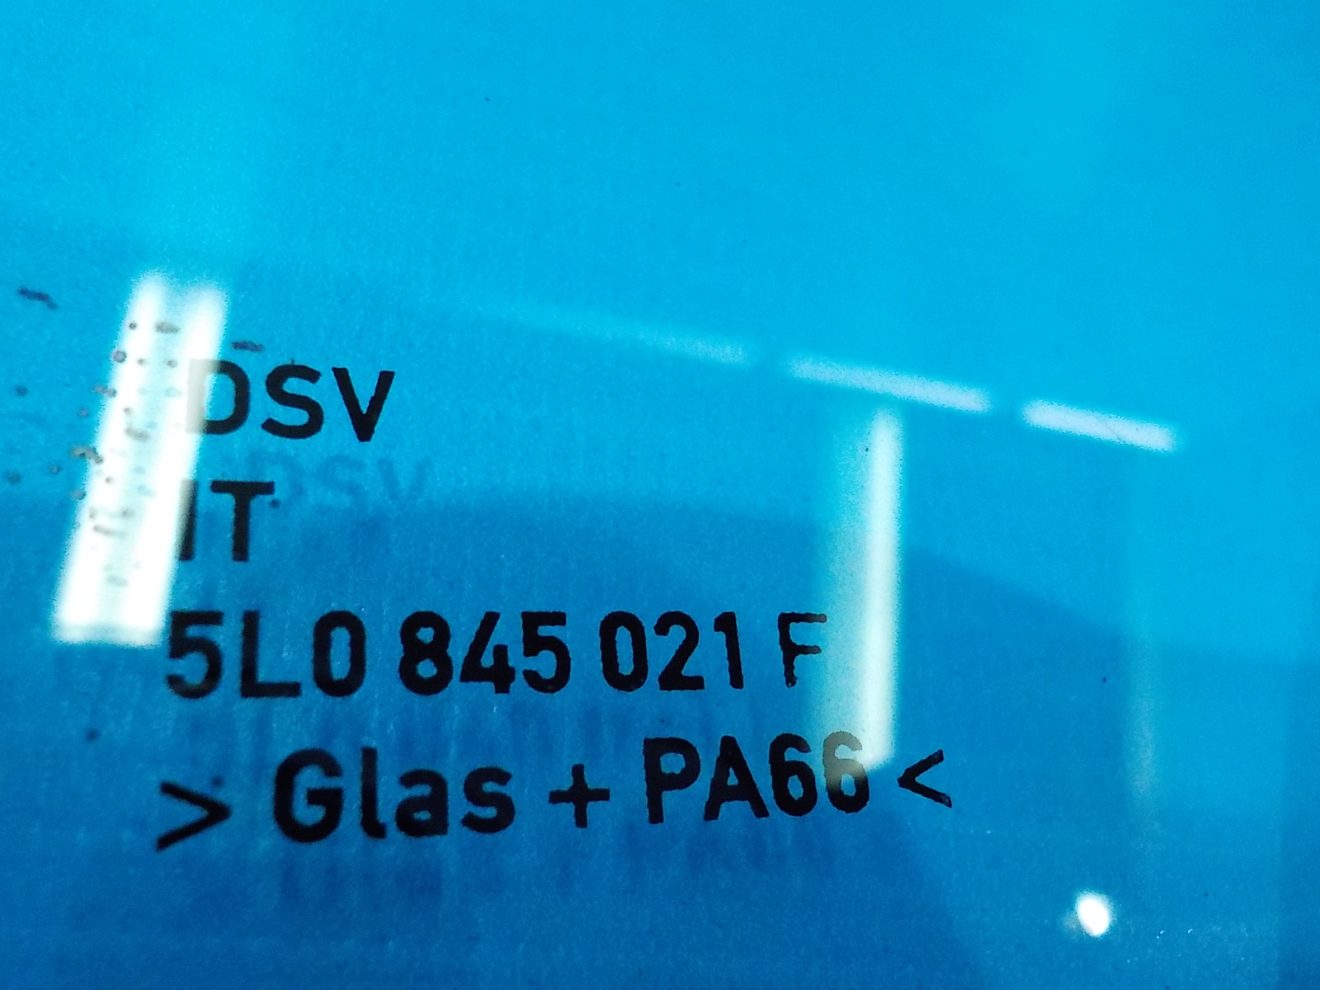 DSV
IT
5L0 845 021 F
> Glas + PA66 <